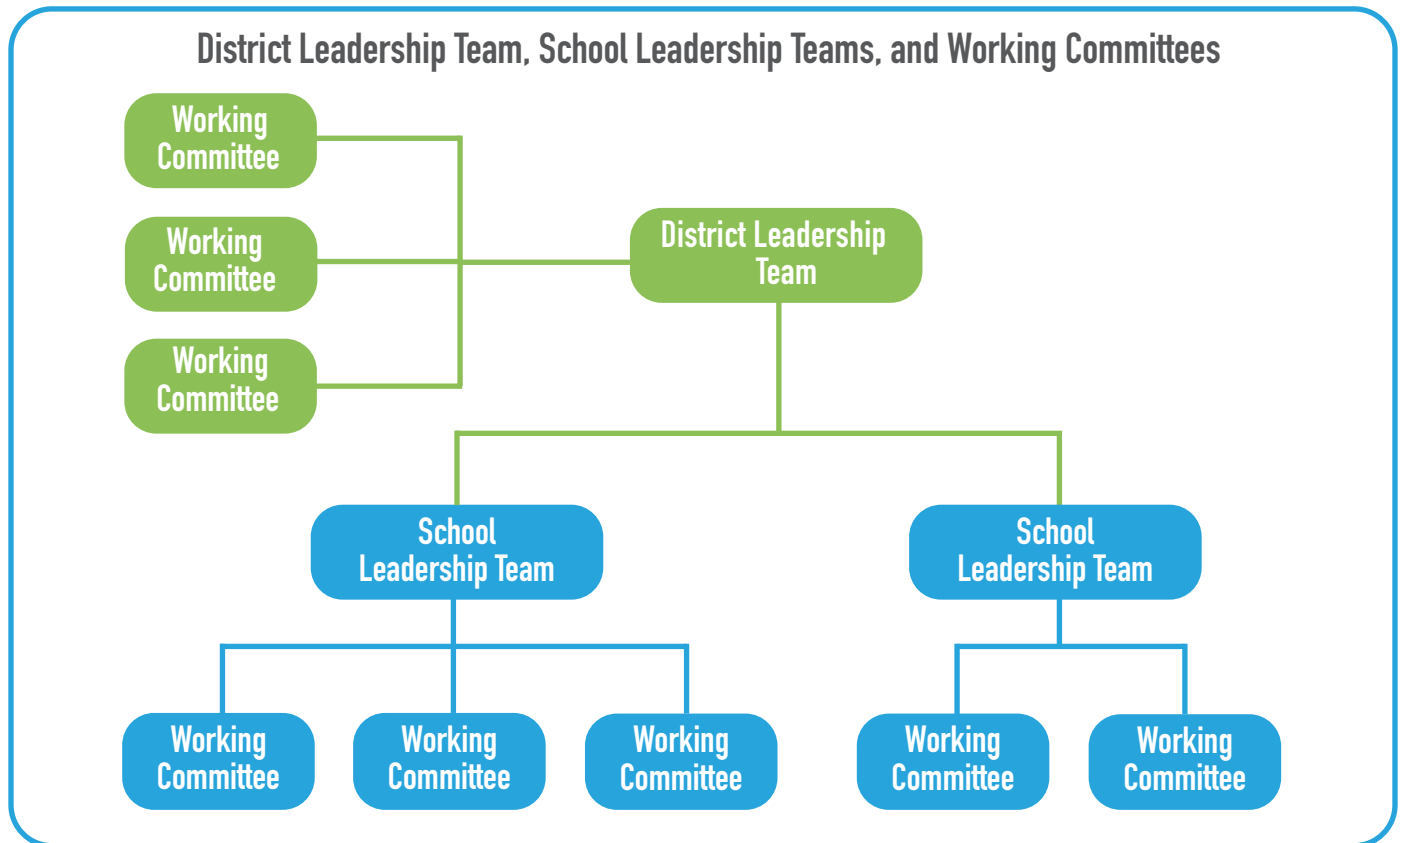 District Leadership Team, School Leadership Teams, and Working Committees
Working
Committee
Working
Committee
District Leadership
Team
Working
Committee
School
Leadership Team
School
Leadership Team
Working
Committee
Working
Committee
Working
Committee
Working
Committee
Working
Committee